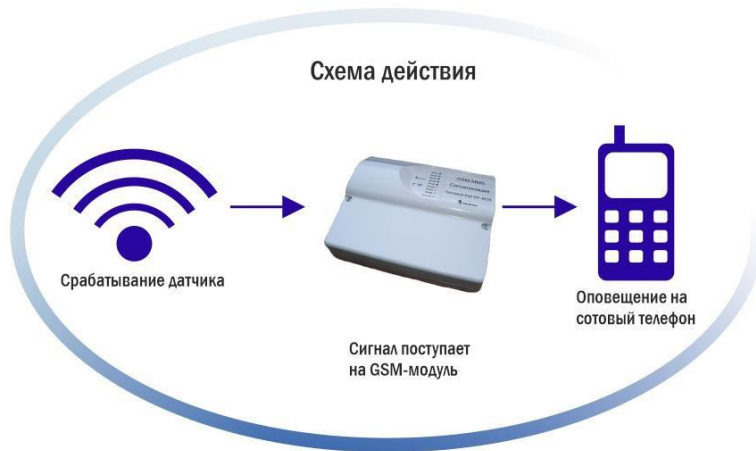 Схема действия
Срабатывание датчика
Сигнал поступает
на GSM-модуль
Оповещение на
сотовый телефон